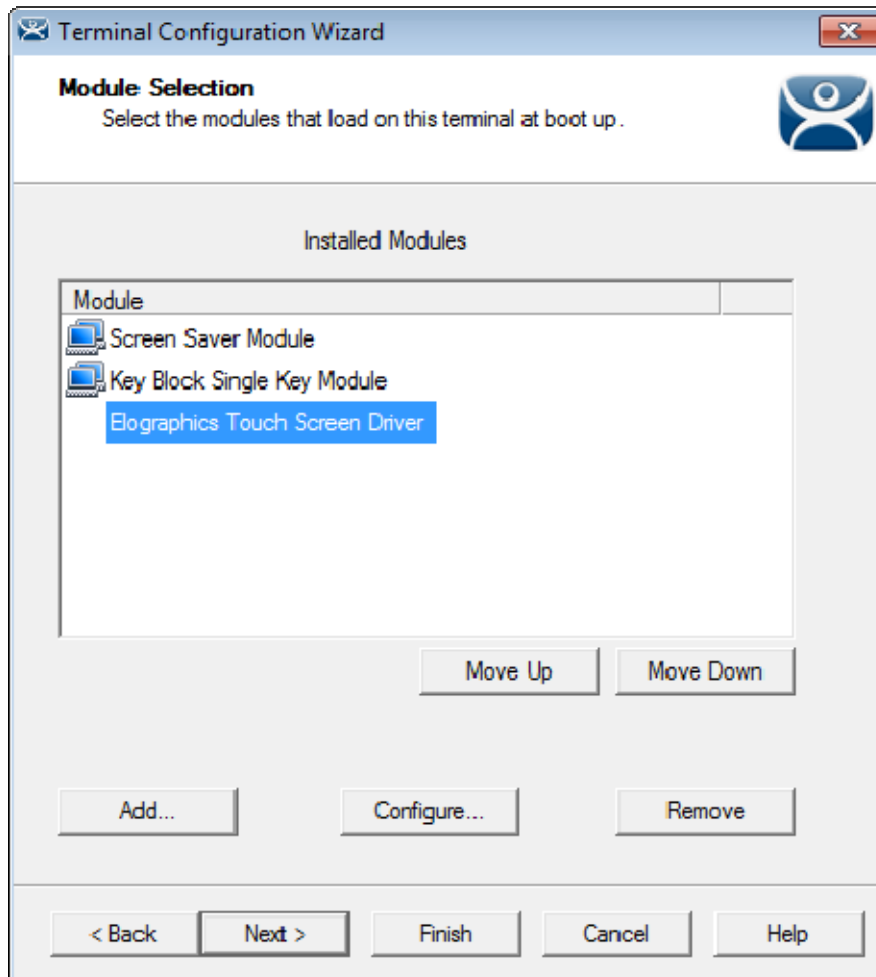 Terminal Configuration Wizard
Module Selection
Select the modules that load on this terminal at boot up.
Installed Modules
Module
Screen Saver Module
Key Block Single Key Module
Elographics Touch Screen Driver
Move Up Move Down
Add... Configure... Remove
< Back Next > Finish Cancel Help